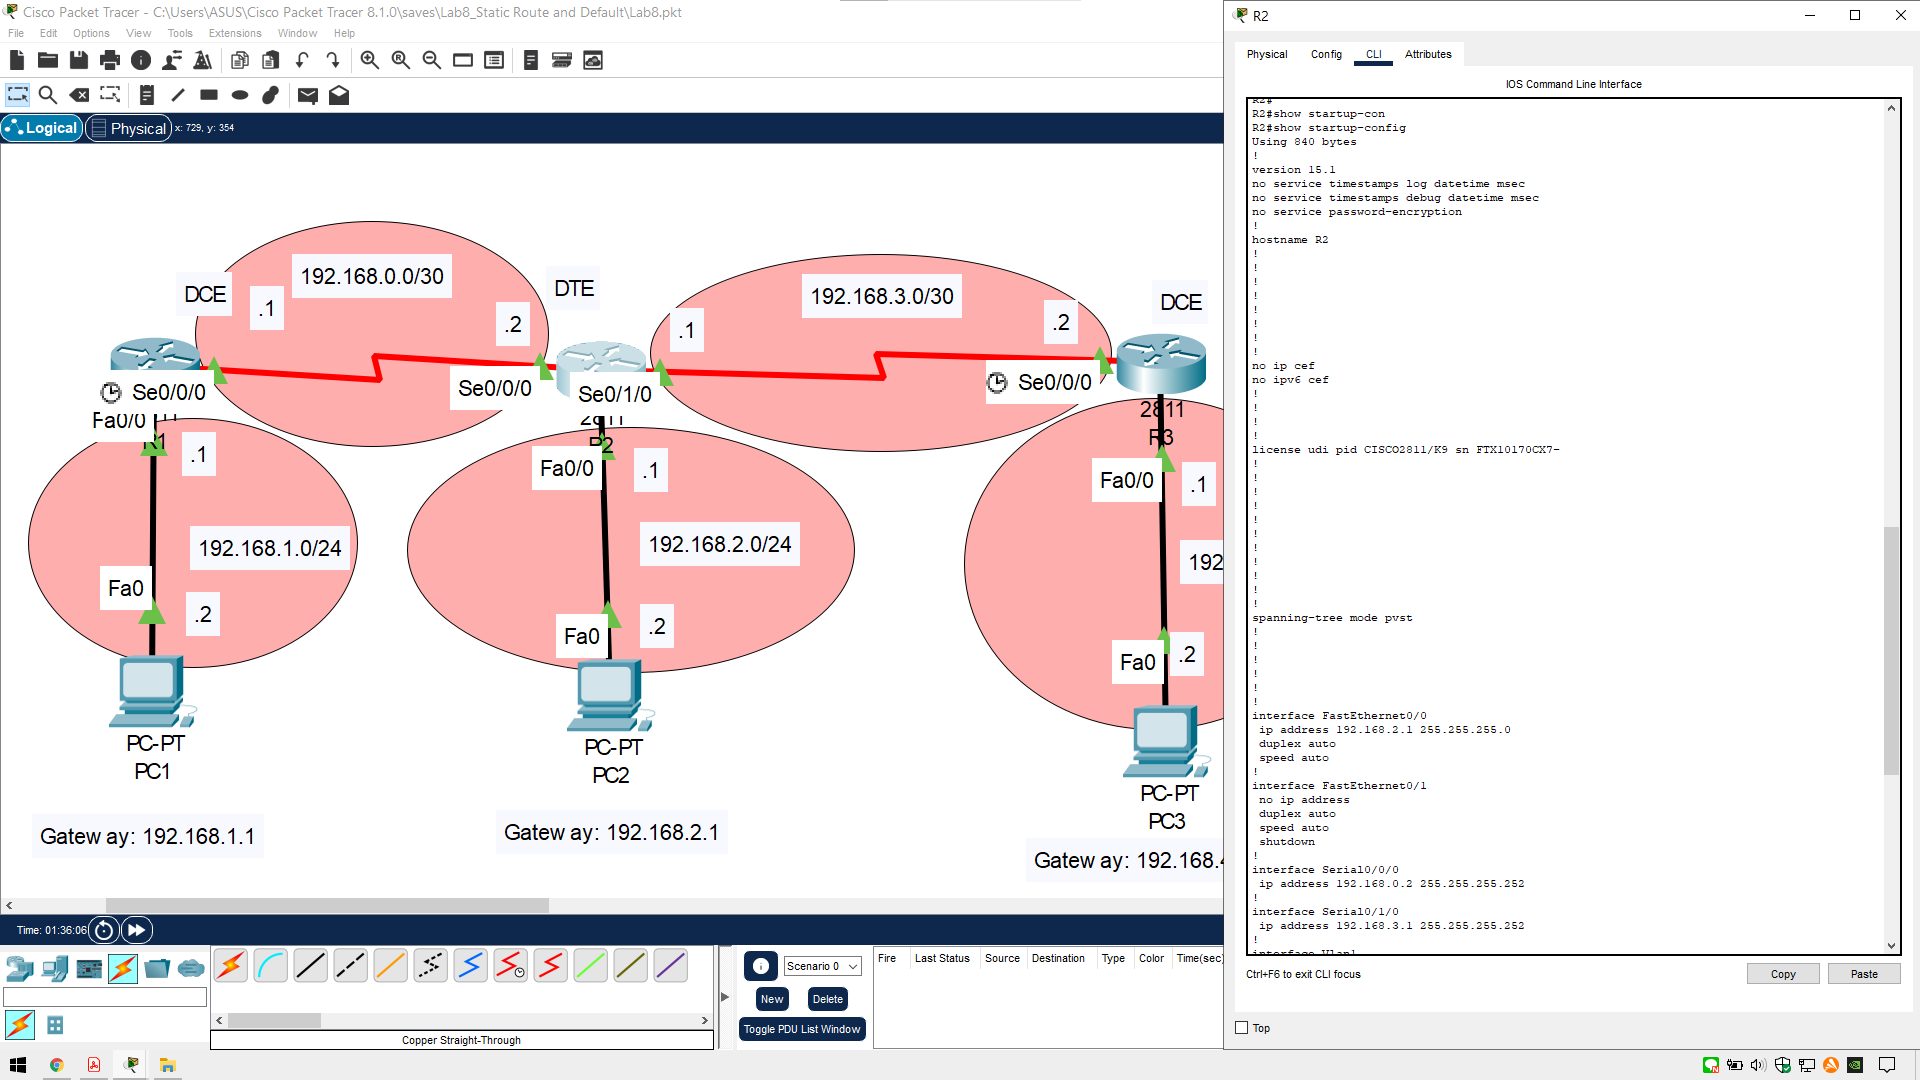 Cisco Packet Tracer - C:\Users\ASUS\Cisco Packet Tracer 8.1.0\saves\Lab8_Static Route and Default\Lab8.pkt
File Edit Options View Tools Extensions Window Help
Logical Physical x: 729, y: 354
192.168.0.0/30
DCE
.1
.2
DTE
192.168.3.0/30
.1
.2
DCE
Se0/0/0
Se0/0/0
Se0/1/0
Se0/0/0
Fa0/0
R1
2811
R2
2811
R3
.1
Fa0/0
.1
Fa0/0
.1
192.168.1.0/24
192.168.2.0/24
192
Fa0
.2
Fa0
.2
Fa0
.2
PC-PT
PC1
PC-PT
PC2
PC-PT
PC3
Gatew ay: 192.168.1.1
Gatew ay: 192.168.2.1
Gatew ay: 192.168.4
Time: 01:36:06
Scenario 0
New Delete
Toggle PDU List Window
Fire Last Status Source Destination Type Color Time(sec)
Copper Straight-Through
R2
Physical Config CLI Attributes
IOS Command Line Interface
R2#
R2#show startup-con
R2#show startup-config
Using 840 bytes
!
version 15.1
no service timestamps log datetime msec
no service timestamps debug datetime msec
no service password-encryption
!
hostname R2
!
!
!
!
!
!
!
!
no ip cef
no ipv6 cef
!
!
!
!
license udi pid CISCO2811/K9 sn FTX10170CX7-
!
!
!
!
!
!
!
!
!
!
!
spanning-tree mode pvst
!
!
!
!
!
!
interface FastEthernet0/0
ip address 192.168.2.1 255.255.255.0
duplex auto
speed auto
!
interface FastEthernet0/1
no ip address
duplex auto
speed auto
shutdown
!
interface Serial0/0/0
ip address 192.168.0.2 255.255.255.252
!
interface Serial0/1/0
ip address 192.168.3.1 255.255.255.252
!
interface Vlan1
Ctrl+F6 to exit CLI focus
Copy Paste
Top